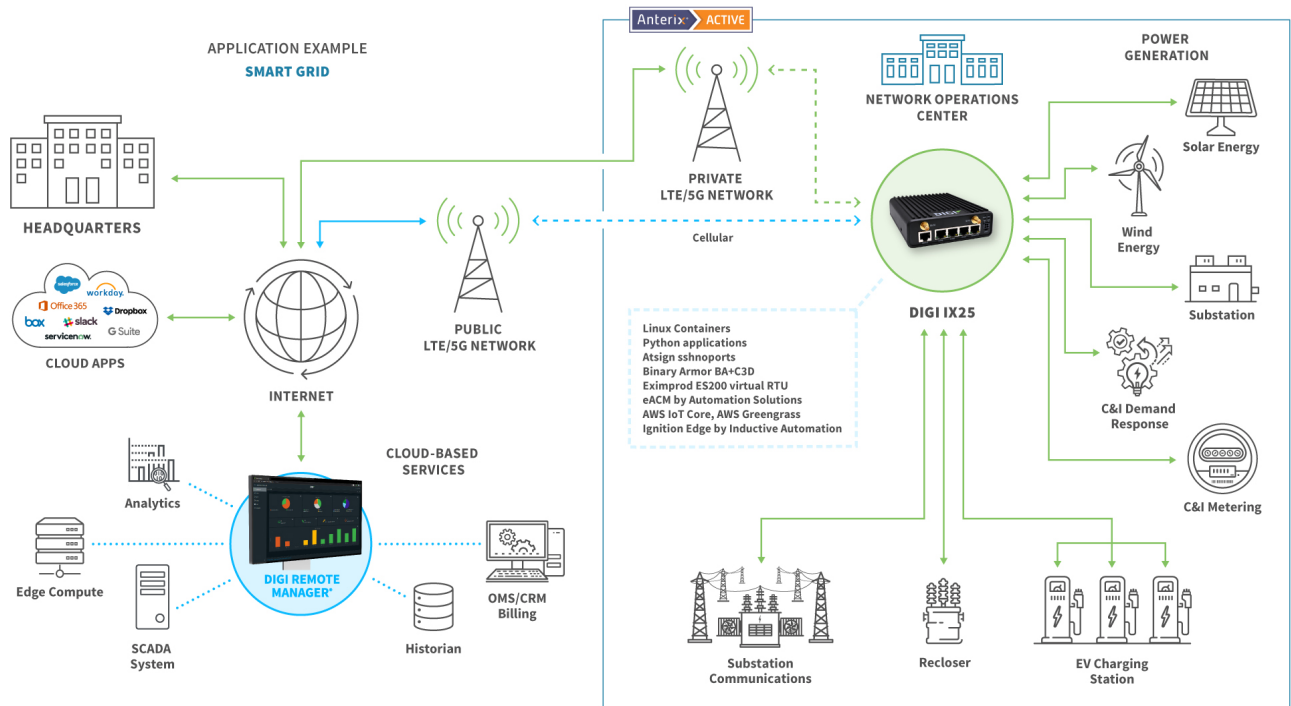 Anterix ACTIVE
APPLICATION EXAMPLE
SMART GRID
HEADQUARTERS
salesforce
workday.
Office 365
Dropbox
box
slack
servicenow.
G Suite
CLOUD APPS
INTERNET
PUBLIC
LTE/5G NETWORK
PRIVATE
LTE/5G NETWORK
Cellular
NETWORK OPERATIONS
CENTER
POWER
GENERATION
Solar Energy
Wind
Energy
Substation
C&I Demand
Response
C&I Metering
DIGI
DIGI IX25
Linux Containers
Python applications
Atsign sshnoports
Binary Armor BA+C3D
Eximprod ES200 virtual RTU
eACM by Automation Solutions
AWS IoT Core, AWS Greengrass
Ignition Edge by Inductive Automation
CLOUD-BASED
SERVICES
Analytics
Edge Compute
SCADA
System
DIGI REMOTE
MANAGER®
Historian
OMS/CRM
Billing
Substation
Communications
Recloser
EV Charging
Station